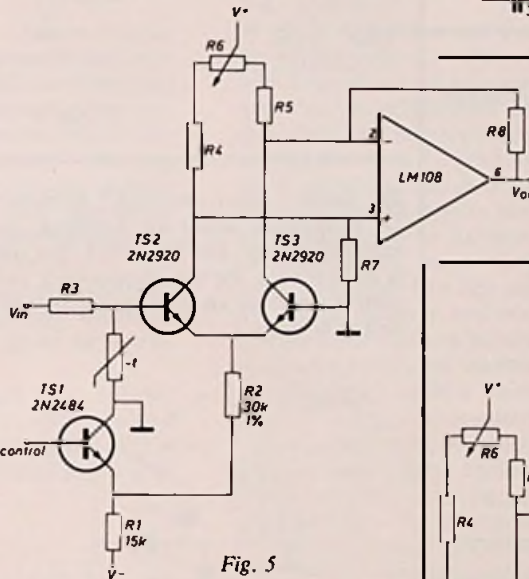 V+
R6
R5
R4
R8
2
-
LM108
6
3
+
TS2
2N2920
TS3
2N2920
R7
R3
Vin
-t
TS1
2N2484
R2
30k
1%
control
R1
15k
V-
Fig. 5
V+
R6
R4